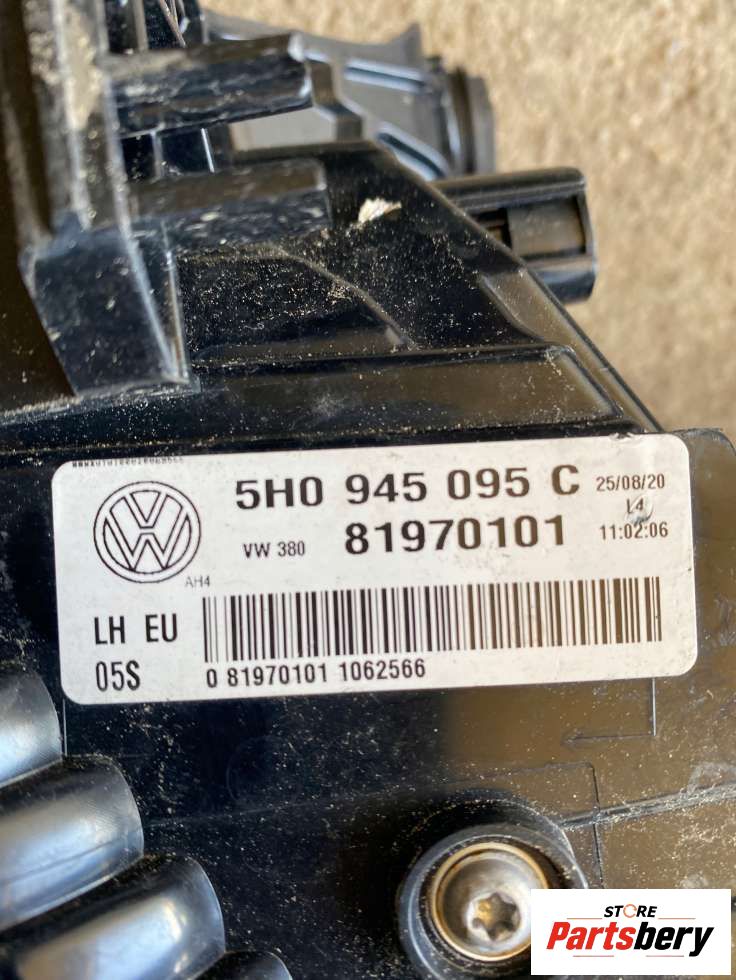 5H0 945 095 C 25/08/20
L4
VW 380 81970101 11:02:06
AH4
LH EU
05S 0 81970101 1062566
STORE
Partsbery